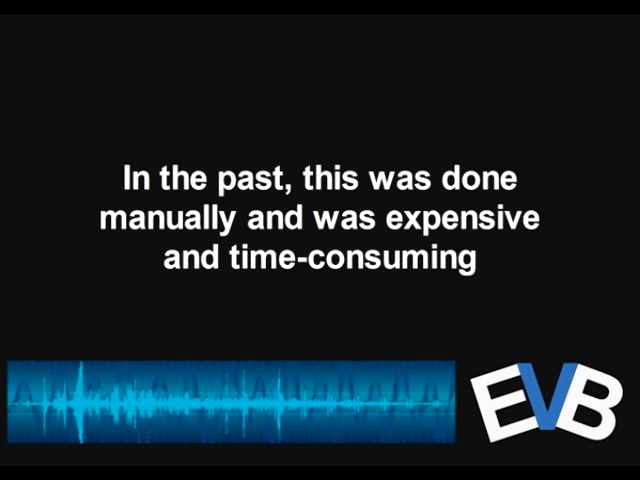 In the past, this was done
manually and was expensive
and time-consuming
EVB